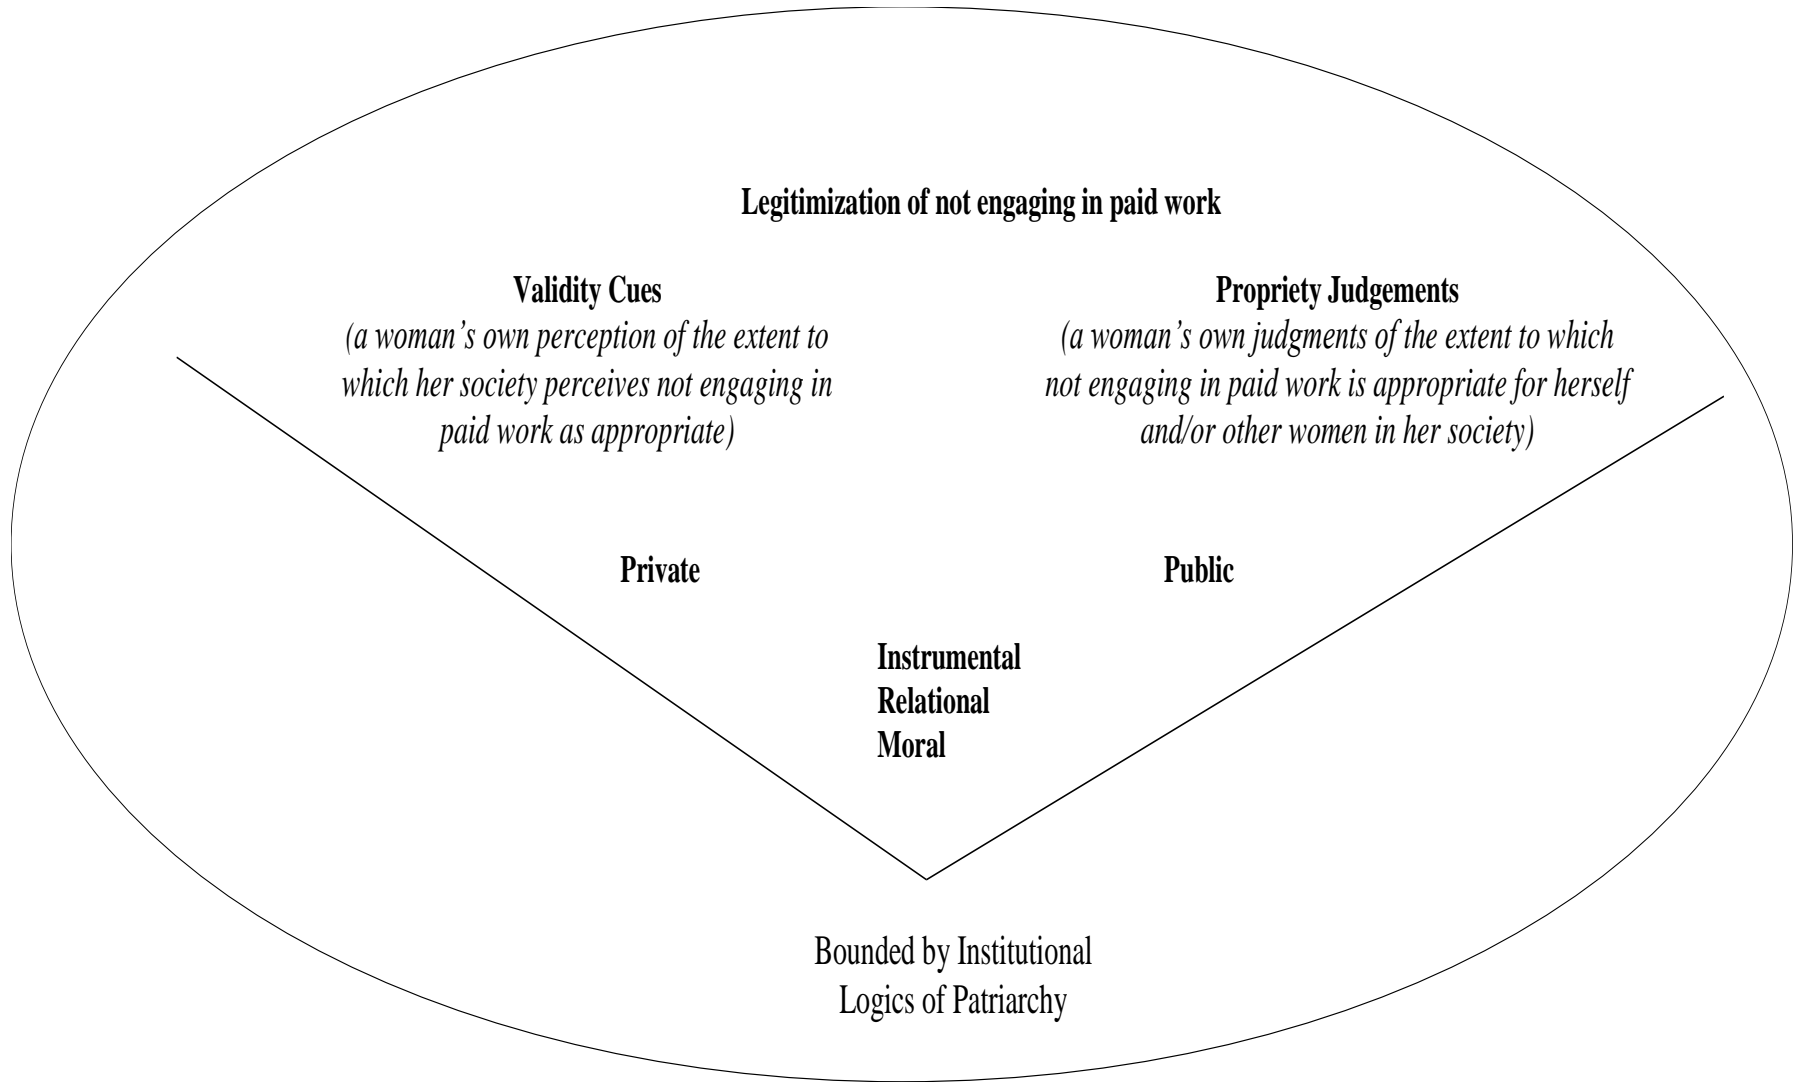 Legitimization of not engaging in paid work
Validity Cues
(a woman’s own perception of the extent to
which her society perceives not engaging in
paid work as appropriate)
Propriety Judgements
(a woman’s own judgments of the extent to which
not engaging in paid work is appropriate for herself
and/or other women in her society)
Private
Public
Instrumental
Relational
Moral
Bounded by Institutional
Logics of Patriarchy